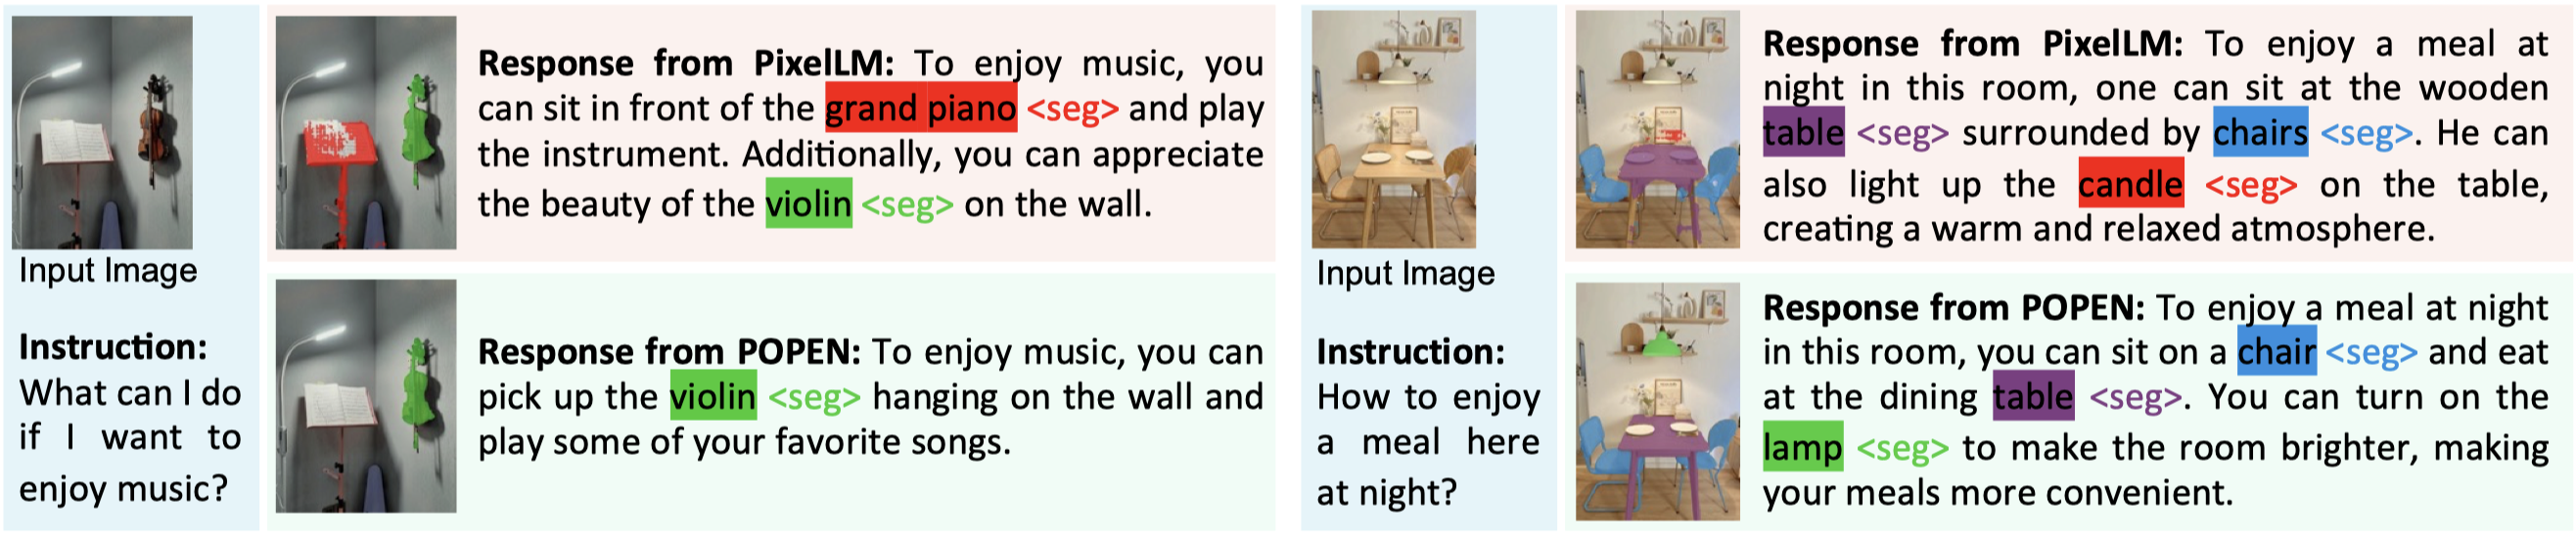 Input Image
Instruction:
What can I do
if I want to
enjoy music?
Response from PixelLM: To enjoy music, you
can sit in front of the grand piano <seg> and play
the instrument. Additionally, you can appreciate
the beauty of the violin <seg> on the wall.
Response from POPEN: To enjoy music, you can
pick up the violin <seg> hanging on the wall and
play some of your favorite songs.
Input Image
Instruction:
How to enjoy
a meal here
at night?
Response from PixelLM: To enjoy a meal at
night in this room, one can sit at the wooden
table <seg> surrounded by chairs <seg>. He can
also light up the candle <seg> on the table,
creating a warm and relaxed atmosphere.
Response from POPEN: To enjoy a meal at night
in this room, you can sit on a chair <seg> and eat
at the dining table <seg>. You can turn on the
lamp <seg> to make the room brighter, making
your meals more convenient.